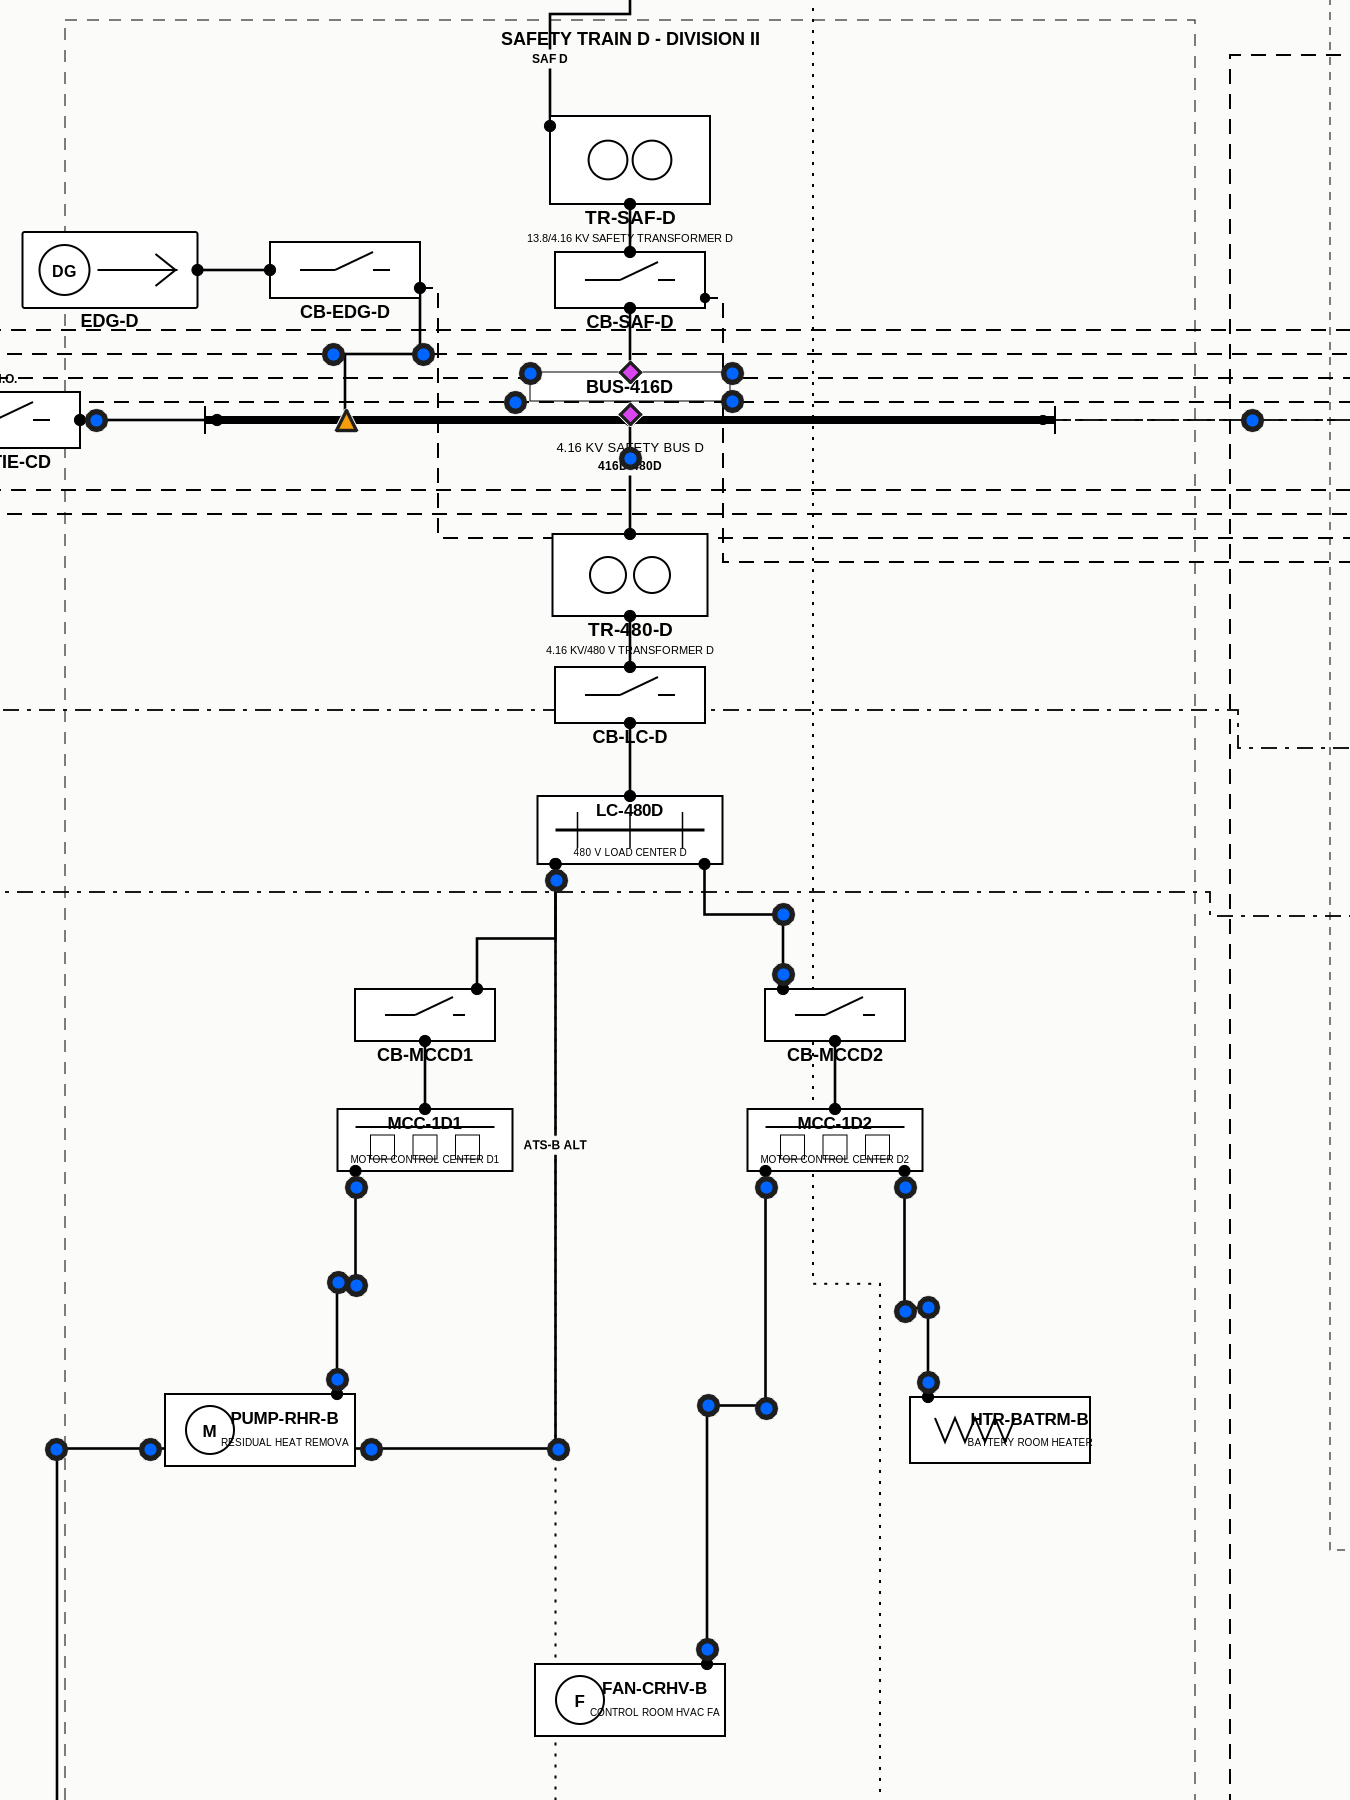 SAFETY TRAIN D - DIVISION II
SAF D
TR-SAF-D
13.8/4.16 KV SAFETY TRANSFORMER D
DG
EDG-D
CB-EDG-D
CB-SAF-D
BUS-416D
TIE-CD
4.16 KV SAFETY BUS D
TR-480-D
4.16 KV/480 V TRANSFORMER D
CB-LC-D
LC-480D
480 V LOAD CENTER D
CB-MCCD1
CB-MCCD2
MCC-1D1
MOTOR CONTROL CENTER D1
ATS-B ALT
MCC-1D2
MOTOR CONTROL CENTER D2
M
PUMP-RHR-B
RESIDUAL HEAT REMOVA
HTR-BATRM-B
BATTERY ROOM HEATER
F
FAN-CRHV-B
CONTROL ROOM HVAC FA